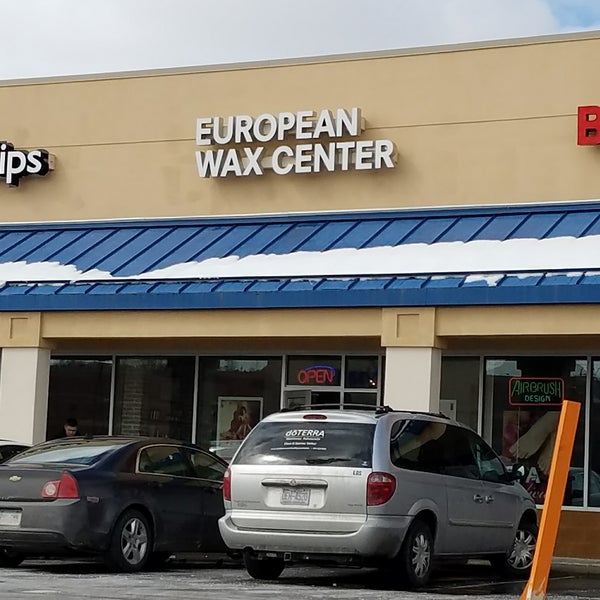 EUROPEAN
WAX CENTER
ips
B
OPEN
AIRBRUSH
DESIGN
dōTERRA